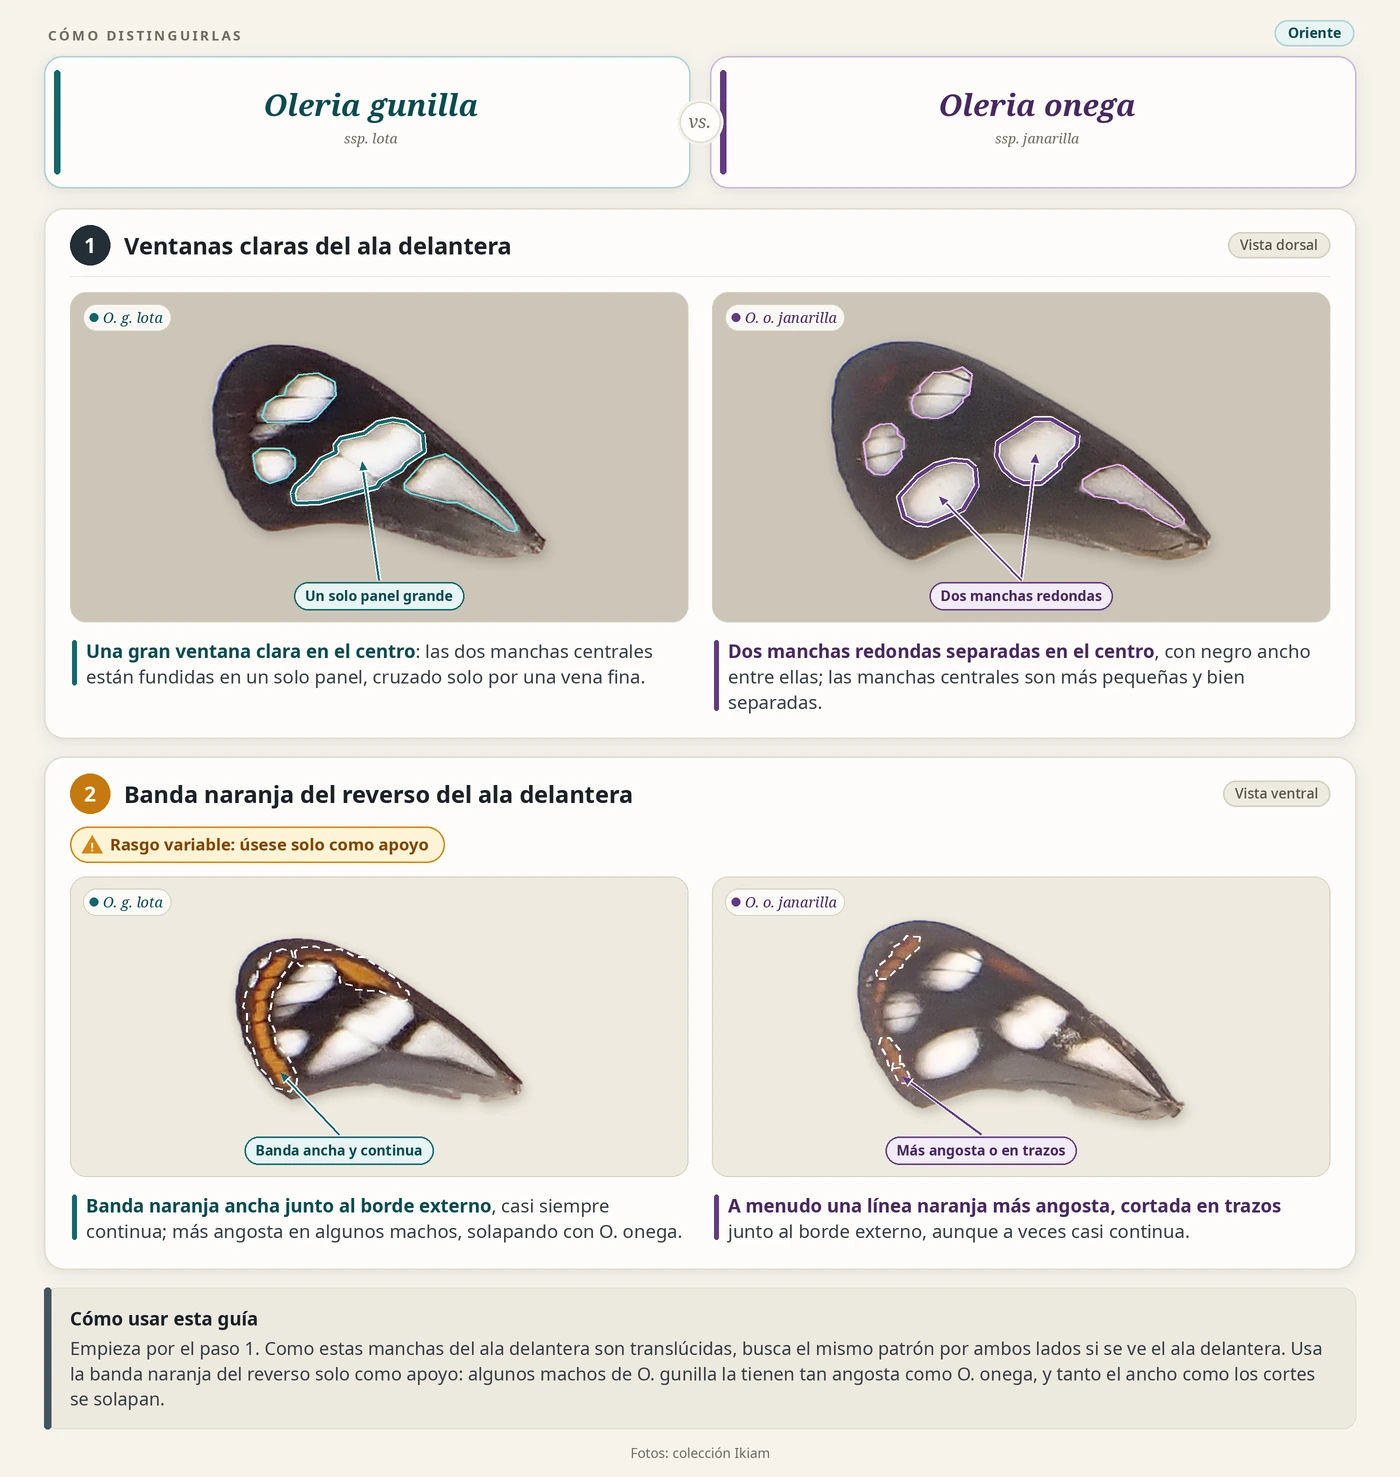 CÓMO DISTINGUIRLAS
Oriente
Oleria gunilla
ssp. lota
vs.
Oleria onega
ssp. janarilla
1
Ventanas claras del ala delantera
Vista dorsal
O. g. lota
O. o. janarilla
Un solo panel grande
Dos manchas redondas
Una gran ventana clara en el centro: las dos manchas centrales
están fundidas en un solo panel, cruzado solo por una vena fina.
Dos manchas redondas separadas en el centro, con negro ancho
entre ellas; las manchas centrales son más pequeñas y bien
separadas.
2
Banda naranja del reverso del ala delantera
Vista ventral
Rasgo variable: úsese solo como apoyo
O. g. lota
O. o. janarilla
Banda ancha y continua
Más angosta o en trazos
Banda naranja ancha junto al borde externo, casi siempre
continua; más angosta en algunos machos, solapando con O. onega.
A menudo una línea naranja más angosta, cortada en trazos
junto al borde externo, aunque a veces casi continua.
Cómo usar esta guía
Empieza por el paso 1. Como estas manchas del ala delantera son translúcidas, busca el mismo patrón por ambos lados si se ve el ala delantera. Usa
la banda naranja del reverso solo como apoyo: algunos machos de O. gunilla la tienen tan angosta como O. onega, y tanto el ancho como los cortes
se solapan.
Fotos: colección Ikiam